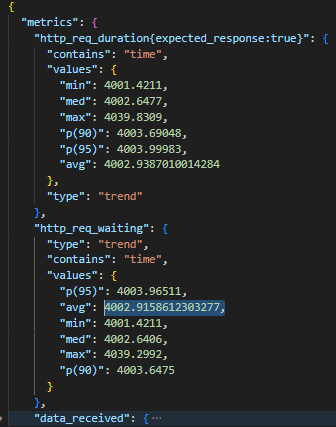 {
  "metrics": {
    "http_req_duration{expected_response:true}": {
      "contains": "time",
      "values": {
        "min": 4001.4211,
        "med": 4002.6477,
        "max": 4039.8309,
        "p(90)": 4003.69048,
        "p(95)": 4003.99983,
        "avg": 4002.9387010014284
      },
      "type": "trend"
    },
    "http_req_waiting": {
      "type": "trend",
      "contains": "time",
      "values": {
        "p(95)": 4003.96511,
        "avg": 4002.9158612303277,
        "min": 4001.4211,
        "med": 4002.6406,
        "max": 4039.2992,
        "p(90)": 4003.6475
      }
    },
    "data_received": { ⋯